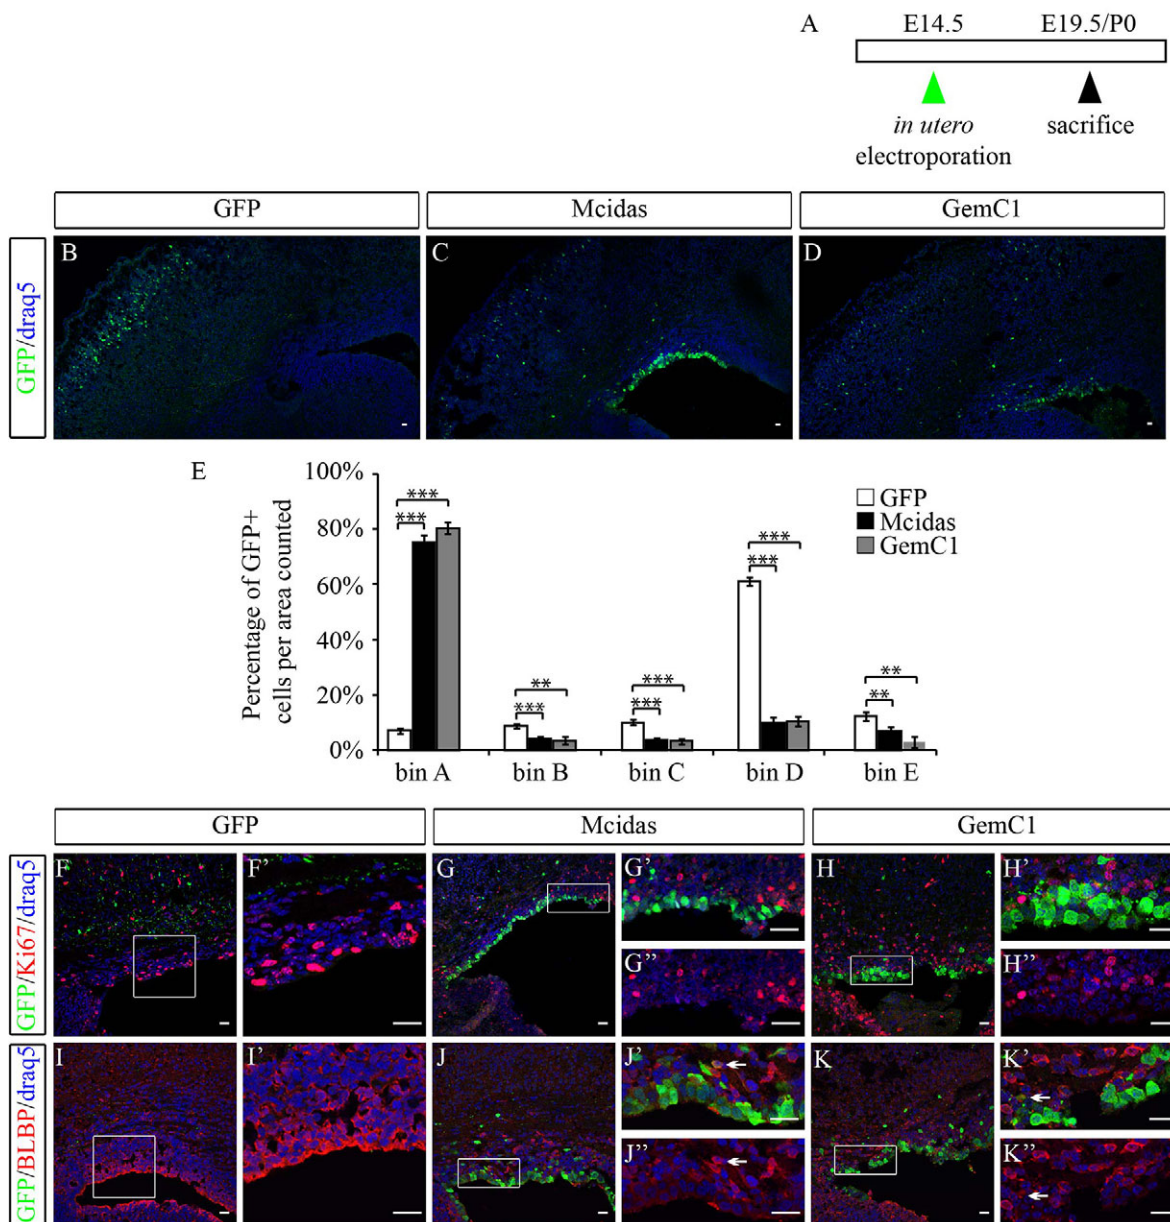 A
E14.5 E19.5/P0
in utero
electroporation
sacrifice
GFP Mcidas GemC1
GFP/draq5
B C D
E
Percentage of GFP+
cells per area counted
100%
80%
60%
40%
20%
0%
*** ***
*** **
*** ***
*** ***
** **
GFP
Mcidas
GemC1
bin A bin B bin C bin D bin E
GFP Mcidas GemC1
GFP/Ki67/draq5
F F’ G G’ H H’
G’’ H’’
GFP/BLBP/draq5
I I’ J J’ K K’
J’’ K’’